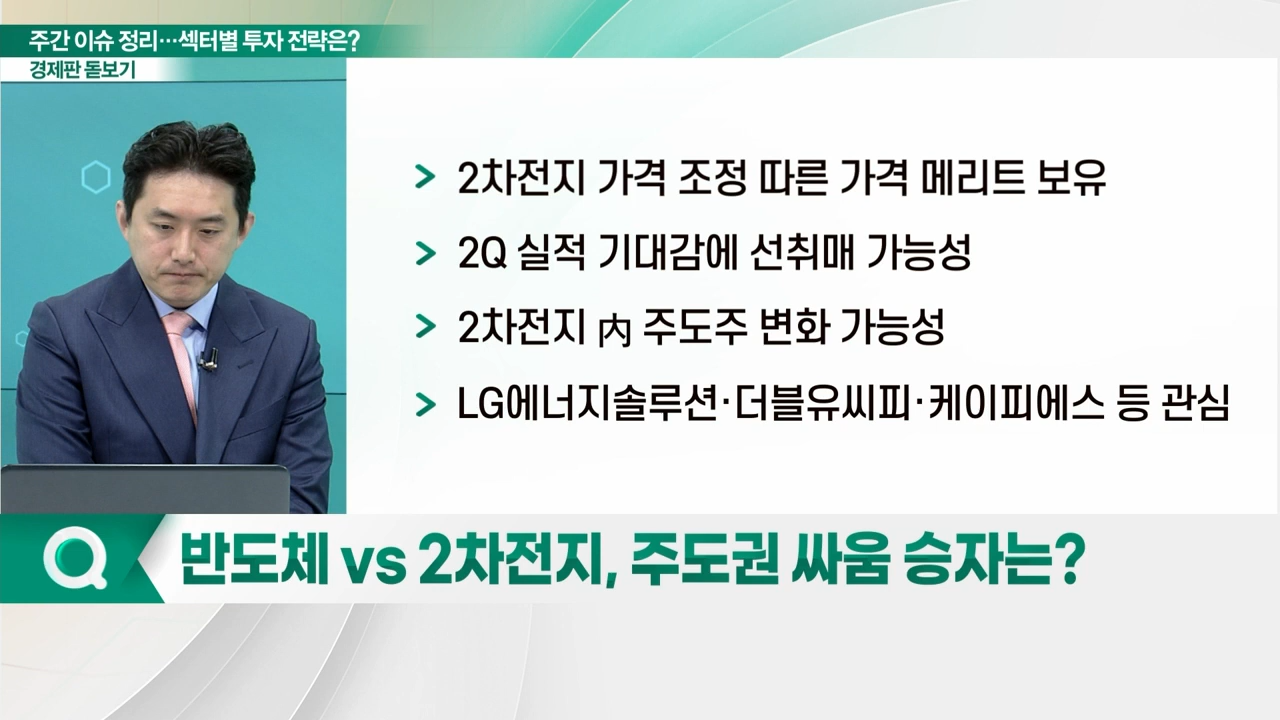 주간 이슈 정리…섹터별 투자 전략은?
경제판 돋보기
> 2차전지 가격 조정 따른 가격 메리트 보유
> 2Q 실적 기대감에 선취매 가능성
> 2차전지 內 주도주 변화 가능성
> LG에너지솔루션·더블유씨피·케이피에스 등 관심
Q 반도체 vs 2차전지, 주도권 싸움 승자는?